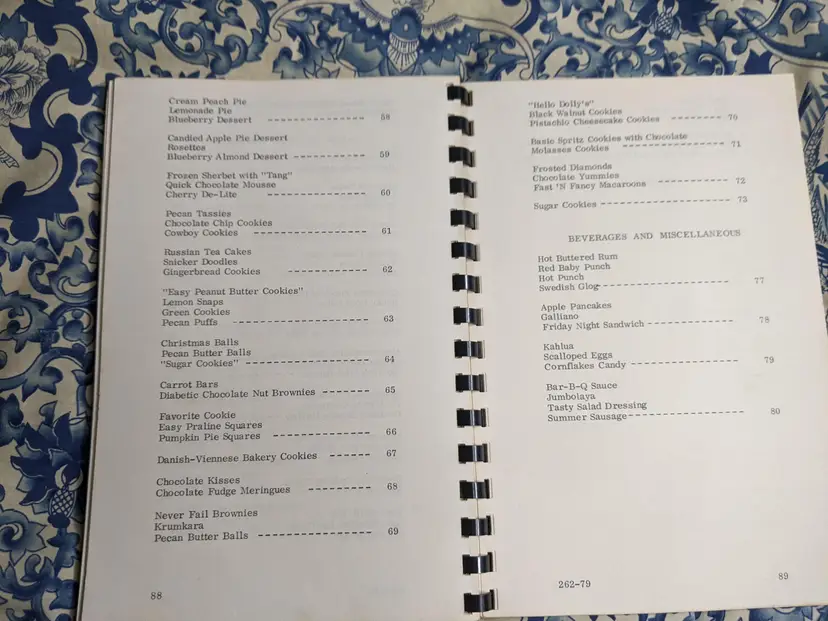 Cream Peach Pie
Lemonade Pie
Blueberry Dessert ---------------- 58
Candied Apple Pie Dessert
Rosettes
Blueberry Almond Dessert ------------ 59
Frozen Sherbet with "Tang"
Quick Chocolate Mousse
Cherry De-Lite ------------ 60
Pecan Tassies
Chocolate Chip Cookies
Cowboy Cookies ------------------- 61
Russian Tea Cakes
Snicker Doodles
Gingerbread Cookies ------------- 62
"Easy Peanut Butter Cookies"
Lemon Snaps
Green Cookies
Pecan Puffs ---------------------- 63
Christmas Balls
Pecan Butter Balls
"Sugar Cookies" -------------------- 64
Carrot Bars
Diabetic Chocolate Nut Brownies ------- 65
Favorite Cookie
Easy Praline Squares
Pumpkin Pie Squares ---------------- 66
Danish-Viennese Bakery Cookies ------ 67
Chocolate Kisses
Chocolate Fudge Meringues ---------- 68
Never Fail Brownies
Krumkara
Pecan Butter Balls ------------------- 69
88
"Hello Dolly's"
Black Walnut Cookies
Pistachio Cheesecake Cookies -------- 70
Basic Spritz Cookies with Chocolate
Molasses Cookies ---------------- 71
Frosted Diamonds
Chocolate Yummies
Fast 'N Fancy Macaroons ------------ 72
Sugar Cookies --------------------- 73
BEVERAGES AND MISCELLANEOUS
Hot Buttered Rum
Red Baby Punch
Hot Punch
Swedish Glog --------------------- 77
Apple Pancakes
Galliano
Friday Night Sandwich -------------- 78
Kahlua
Scalloped Eggs
Cornflakes Candy ----------------- 79
Bar-B-Q Sauce
Jumbolaya
Tasty Salad Dressing
Summer Sausage ------------------- 80
262-79
89